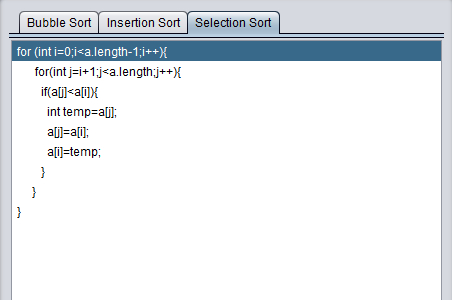 Bubble Sort Insertion Sort Selection Sort
for (int i=0;i<a.length-1;i++){
for(int j=i+1;j<a.length;j++){
if(a[j]<a[i]){
int temp=a[j];
a[j]=a[i];
a[i]=temp;
}
}
}